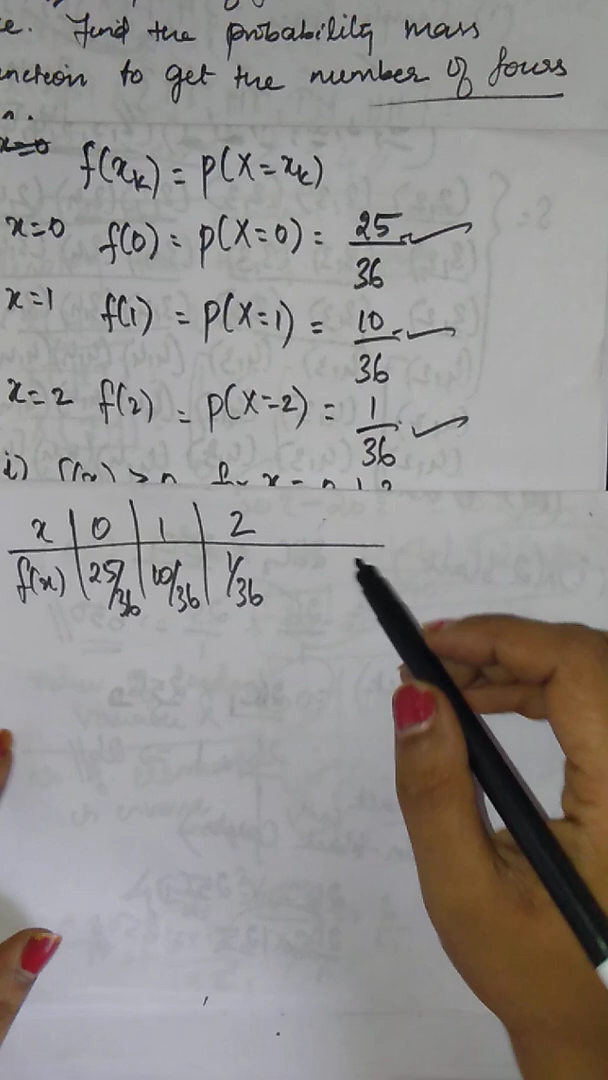 e. Find the probability mass
nction to get the number of fours
n.
f(xₖ) = p(X=xₖ)
x=0 f(0) = p(X=0) = 25/36
x=1 f(1) = p(X=1) = 10/36
x=2 f(2) = p(X=2) = 1/36
i)
x | 0 | 1 | 2
f(x) | 25/36 | 10/36 | 1/36